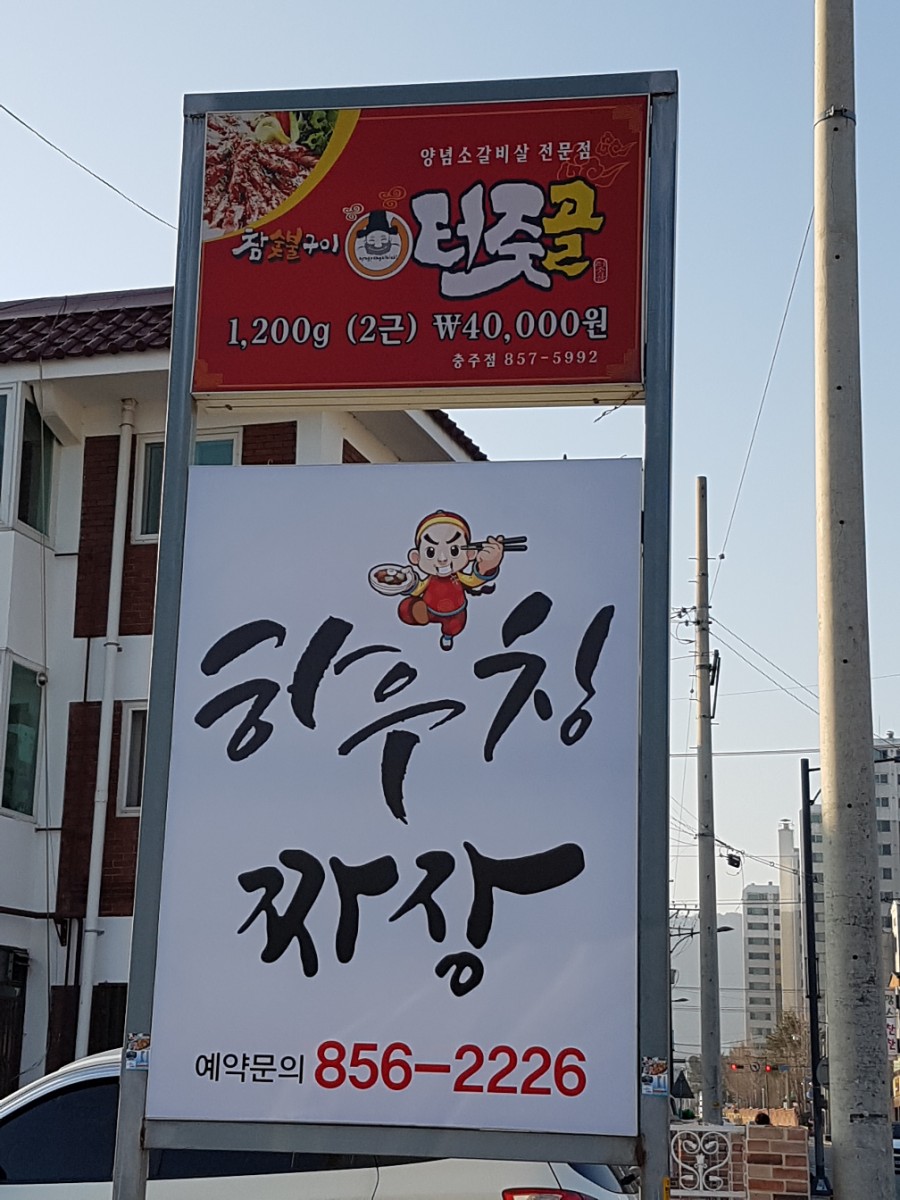 양념소갈비살 전문점
참숯불구이 텃줏골
1,200g (2근) ₩40,000원
충주점 857-5992
하우칭
짜장
예약문의 856-2226